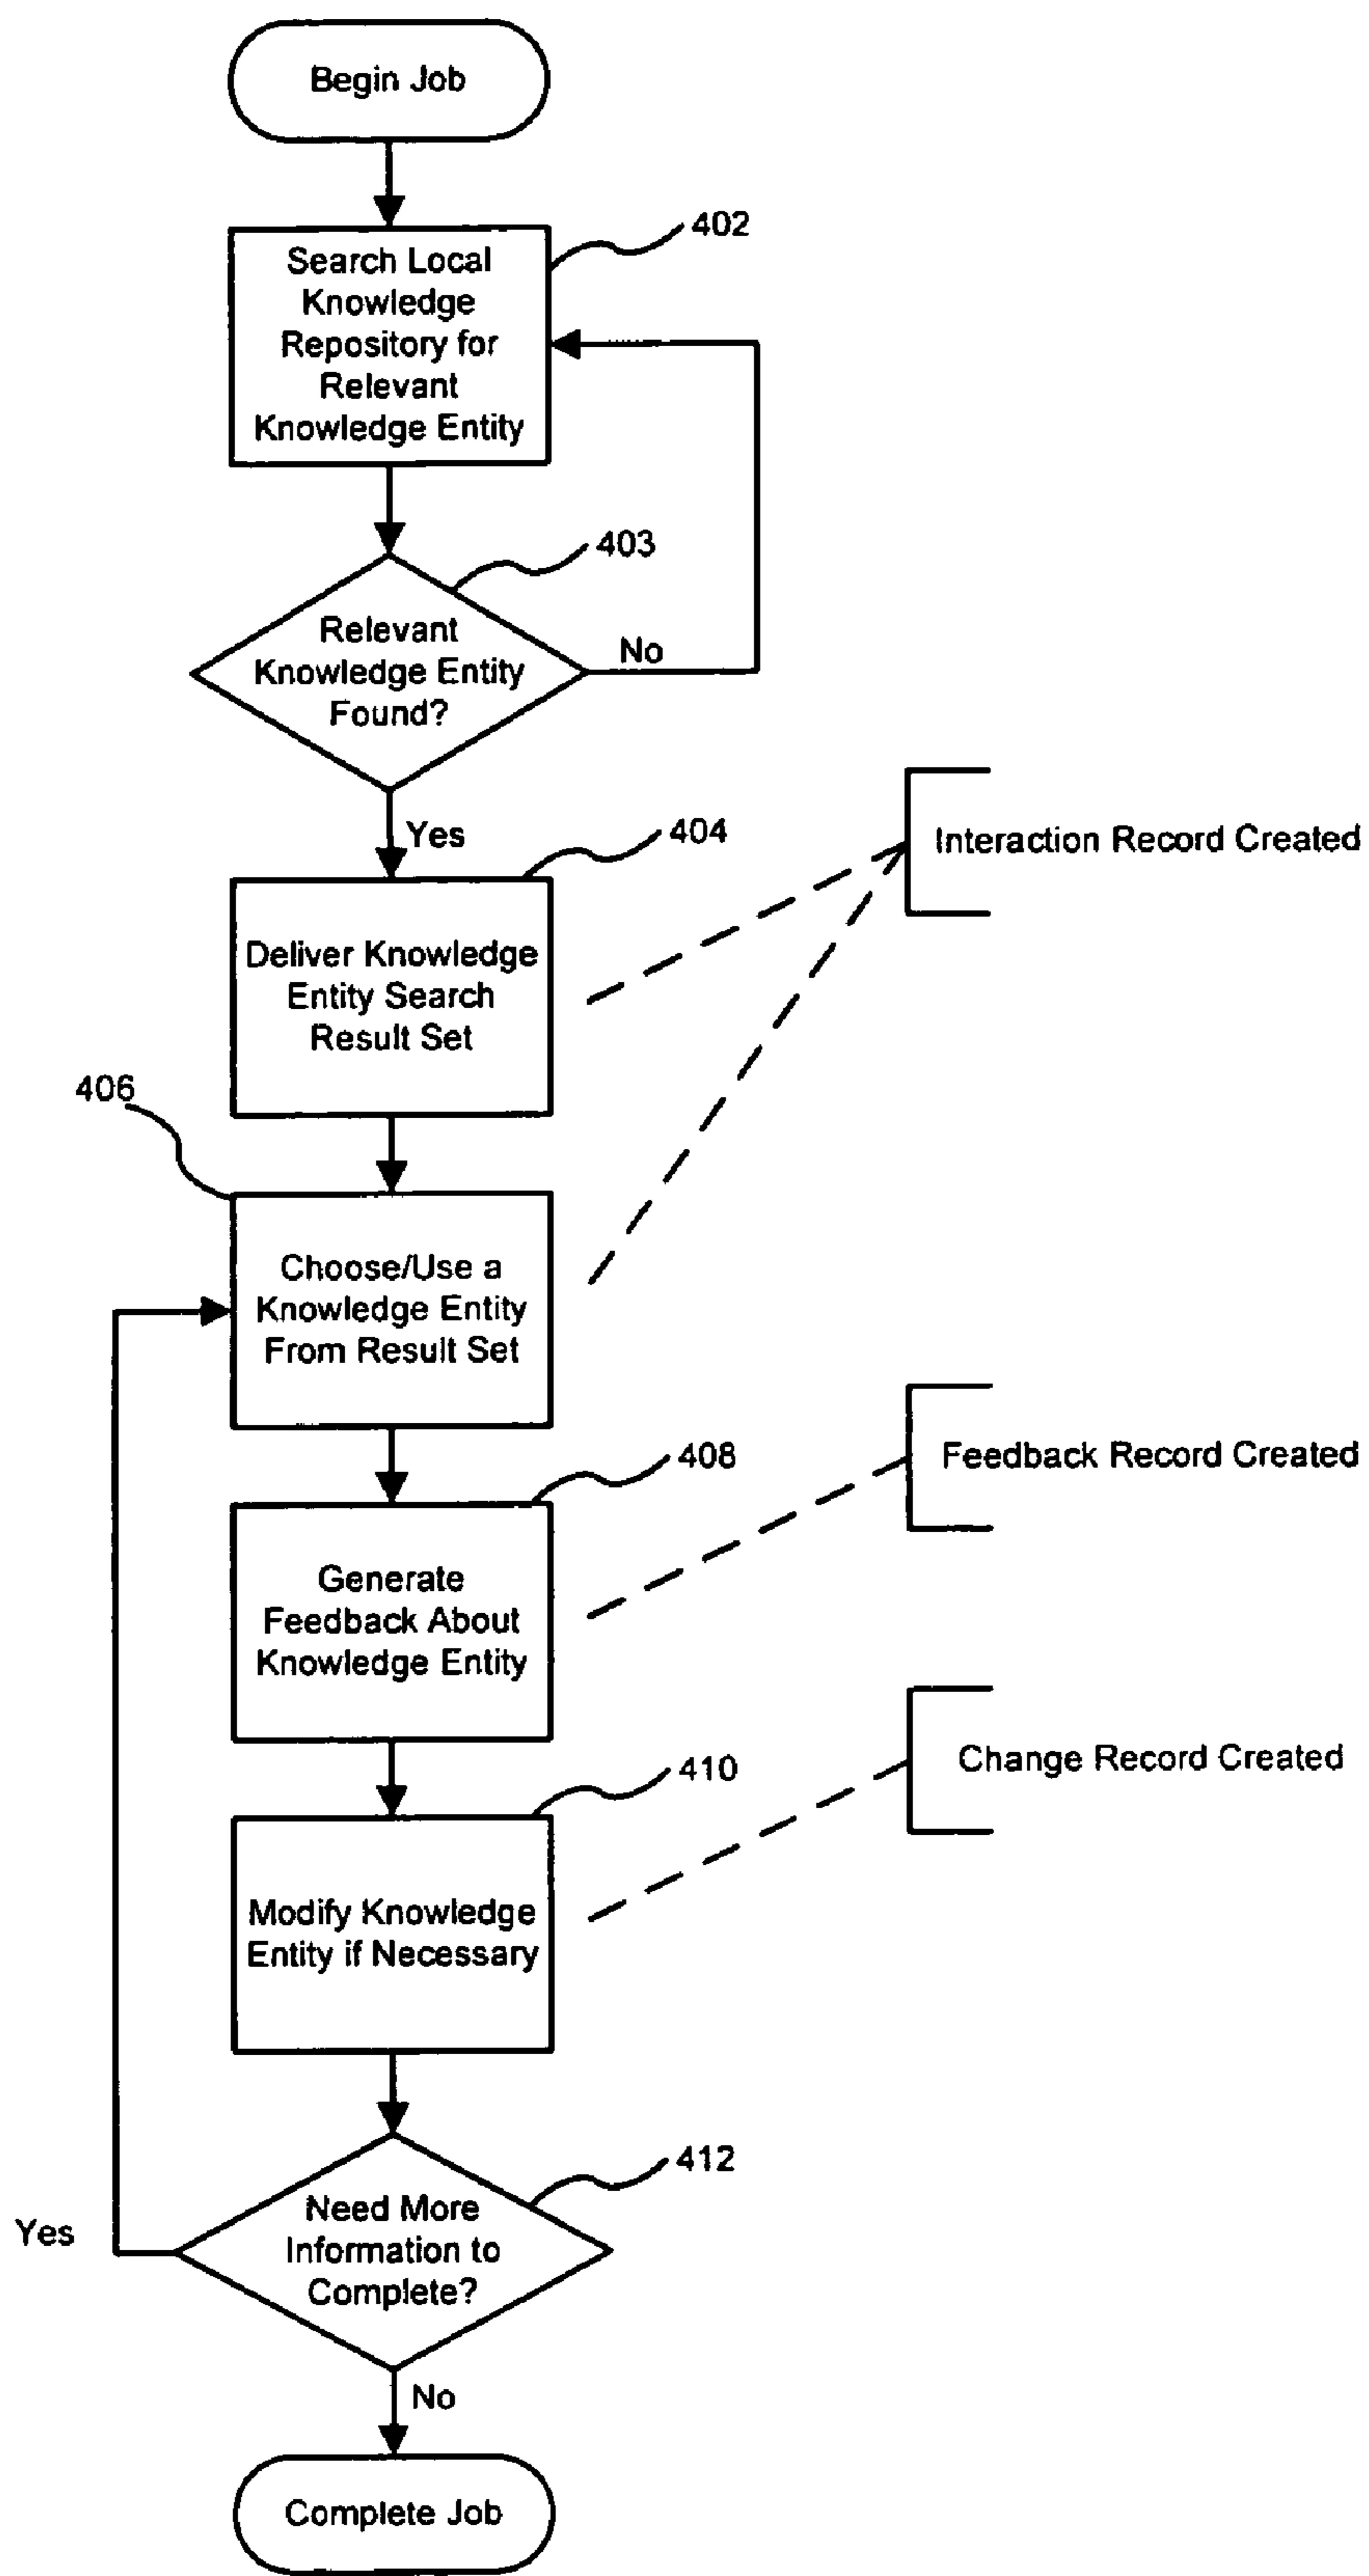 Begin Job
402
Search Local
Knowledge
Repository for
Relevant
Knowledge Entity
403
Relevant
Knowledge Entity
Found?
No
Yes
404
Interaction Record Created
Deliver Knowledge
Entity Search
Result Set
406
Choose/Use a
Knowledge Entity
From Result Set
408
Feedback Record Created
Generate
Feedback About
Knowledge Entity
410
Change Record Created
Modify Knowledge
Entity if Necessary
412
Need More
Information to
Complete?
Yes
No
Complete Job